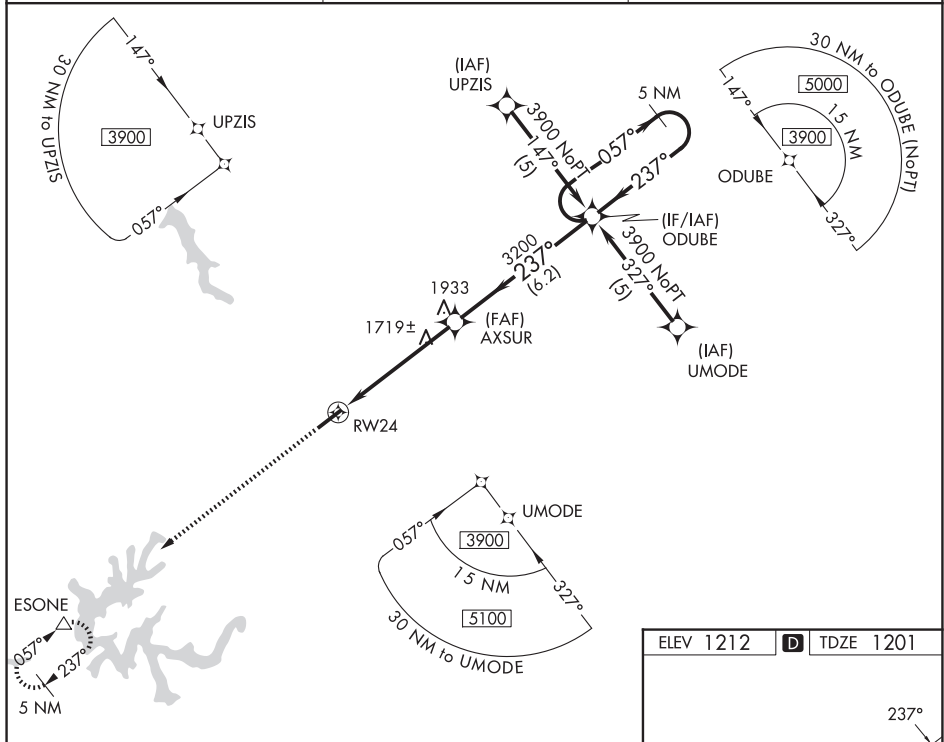 147°
30 NM to UPZIS
3900
UPZIS
057°
(IAF)
UPZIS
3900 NoPT
147°
(5)
5 NM
057°
237°
(IF/IAF)
ODUBE
3900 NoPT
327°
(5)
(IAF)
UMODE
30 NM to ODUBE (NoPT)
5000
15 NM
3900
147°
ODUBE
327°
3200
237°
(6.2)
1933
1719±
(FAF)
AXSUR
RW24
UMODE
057°
3900
15 NM
327°
5100
30 NM to UMODE
ESONE
057°
237°
5 NM
ELEV 1212 D TDZE 1201
237°